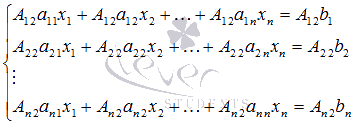 A₁₂a₁₁x₁ + A₁₂a₁₂x₂ + … + A₁₂a₁ₙxₙ = A₁₂b₁
A₂₂a₂₁x₁ + A₂₂a₂₂x₂ + … + A₂₂a₂ₙxₙ = A₂₂b₂
⋮
Aₙ₂aₙ₁x₁ + Aₙ₂aₙ₂x₂ + … + Aₙ₂aₙₙxₙ = Aₙ₂bₙ